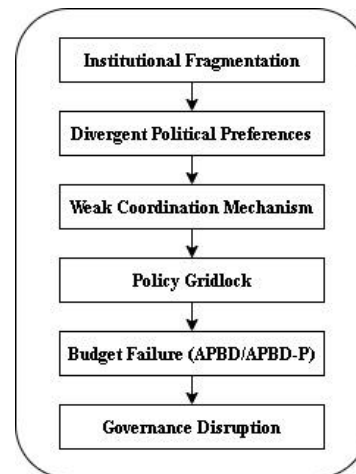 Institutional Fragmentation
Divergent Political Preferences
Weak Coordination Mechanism
Policy Gridlock
Budget Failure (APBD/APBD-P)
Governance Disruption